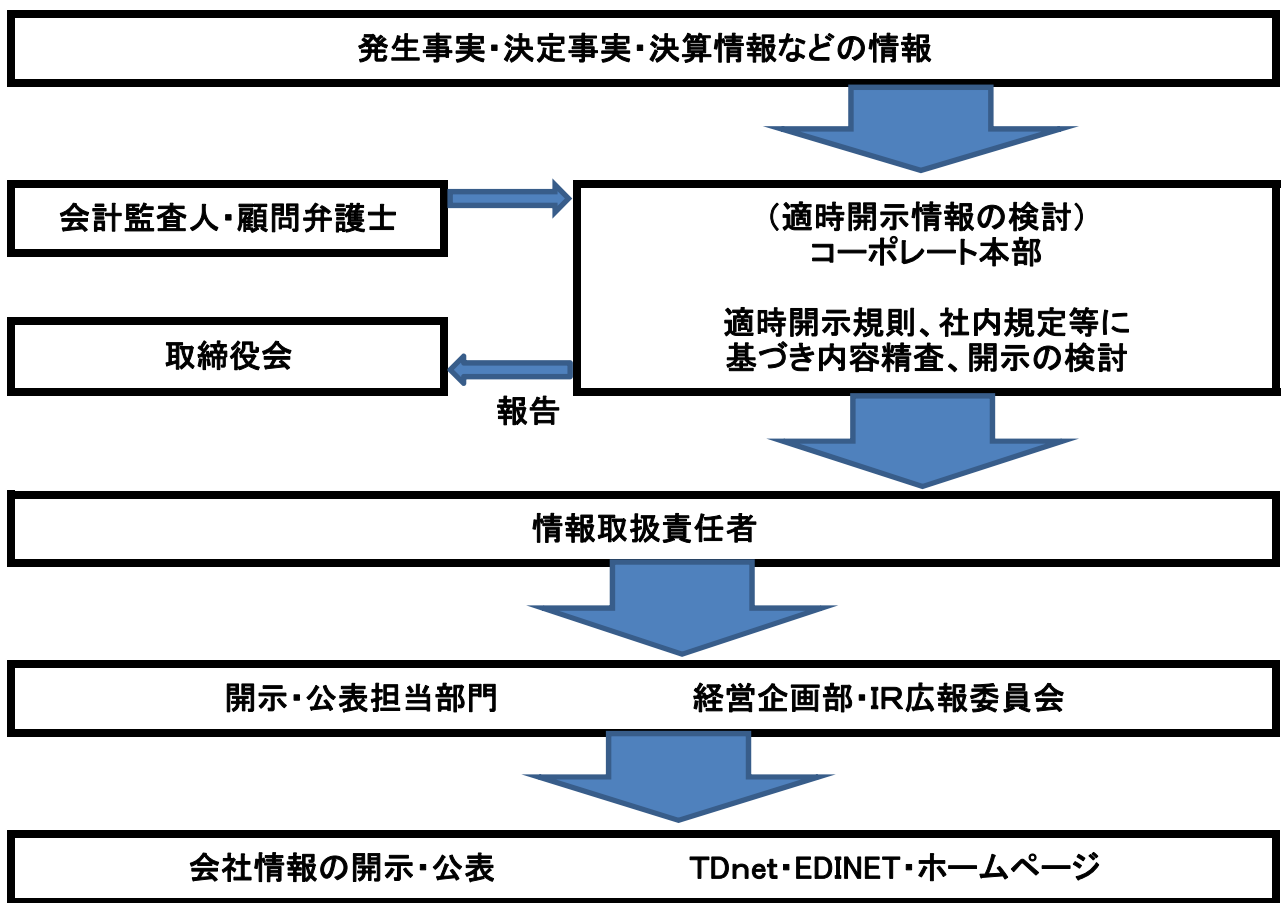 発生事実・決定事実・決算情報などの情報
会計監査人・顧問弁護士
（適時開示情報の検討）
コーポレート本部
適時開示規則、社内規定等に
基づき内容精査、開示の検討
取締役会
報告
情報取扱責任者
開示・公表担当部門 経営企画部・IR広報委員会
会社情報の開示・公表 TDnet・EDINET・ホームページ